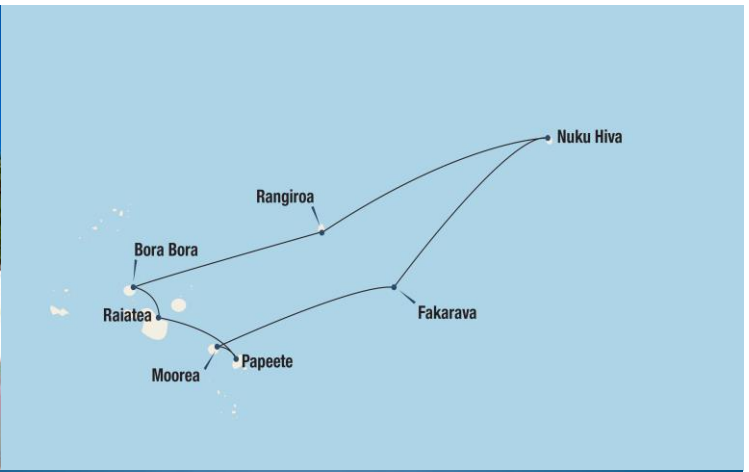 Nuku Hiva
Rangiroa
Bora Bora
Raiatea
Fakarava
Moorea
Papeete